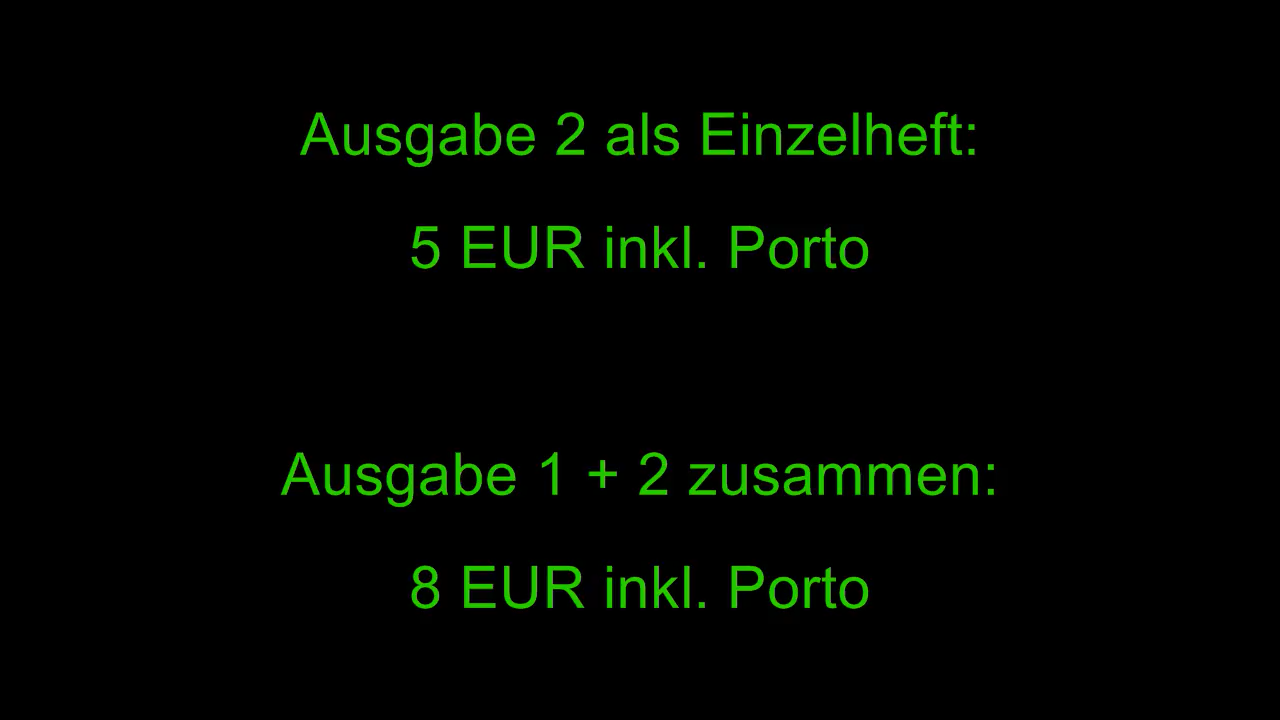 Ausgabe 2 als Einzelheft:
5 EUR inkl. Porto
Ausgabe 1 + 2 zusammen:
8 EUR inkl. Porto